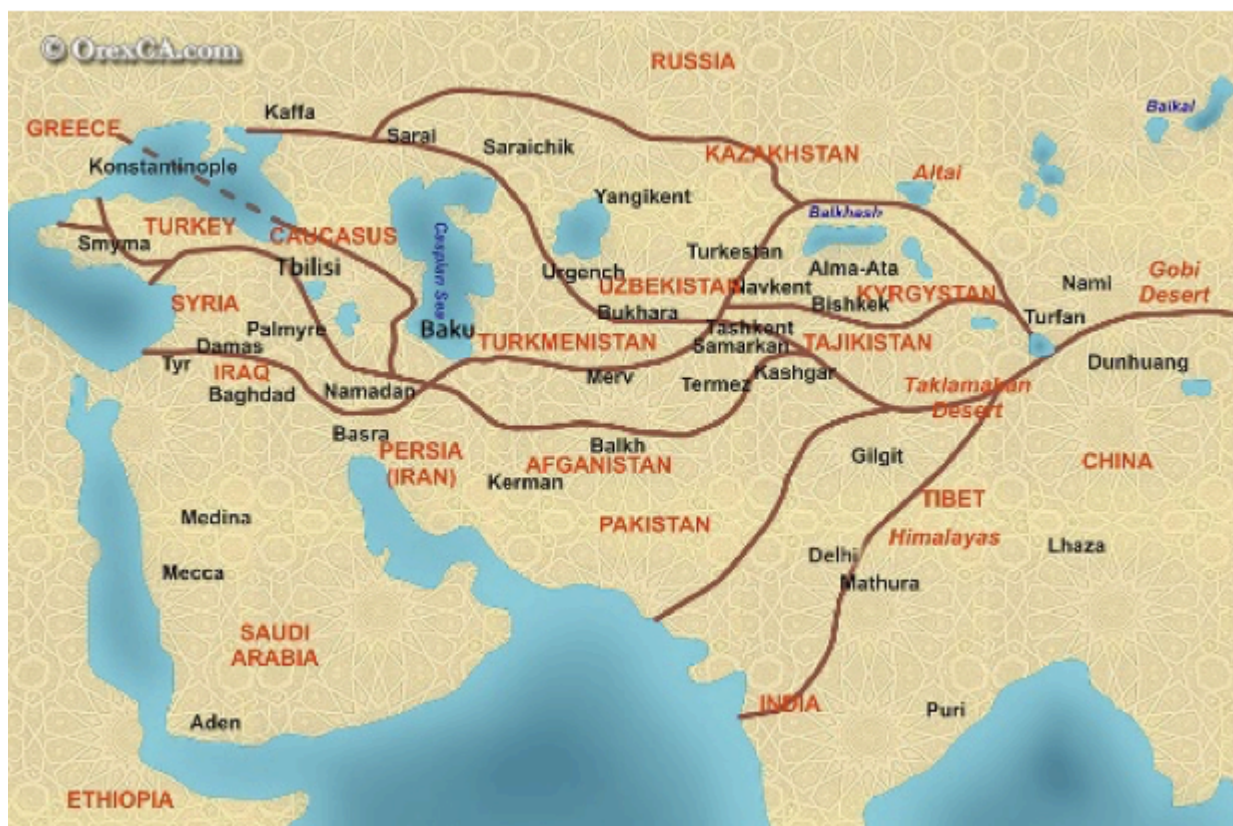 © OrexCA.com
RUSSIA
Baikal
Kaffa
GREECE
Sarai
Saraichik
KAZAKHSTAN
Konstantinople
Altai
Yangikent
Balkhash
TURKEY
CAUCASUS
Caspian Sea
Smyrna
Turkestan
Tbilisi
Alma-Ata
Urgench
UZBEKISTAN
Navkent
KYRGYSTAN
Nami
Gobi
Desert
SYRIA
Bukhara
Bishkek
Turfan
Palmyre
Baku
Tashkent
TURKMENISTAN
Samarkan
TAJIKISTAN
Damas
Tyr
IRAQ
Merv
Kashgar
Dunhuang
Baghdad
Namadan
Termez
Taklamakan
Desert
Basra
PERSIA
(IRAN)
Balkh
AFGANISTAN
Gilgit
CHINA
Kerman
TIBET
Medina
PAKISTAN
Himalayas
Lhaza
Delhi
Mecca
Mathura
SAUDI
ARABIA
INDIA
Puri
Aden
ETHIOPIA